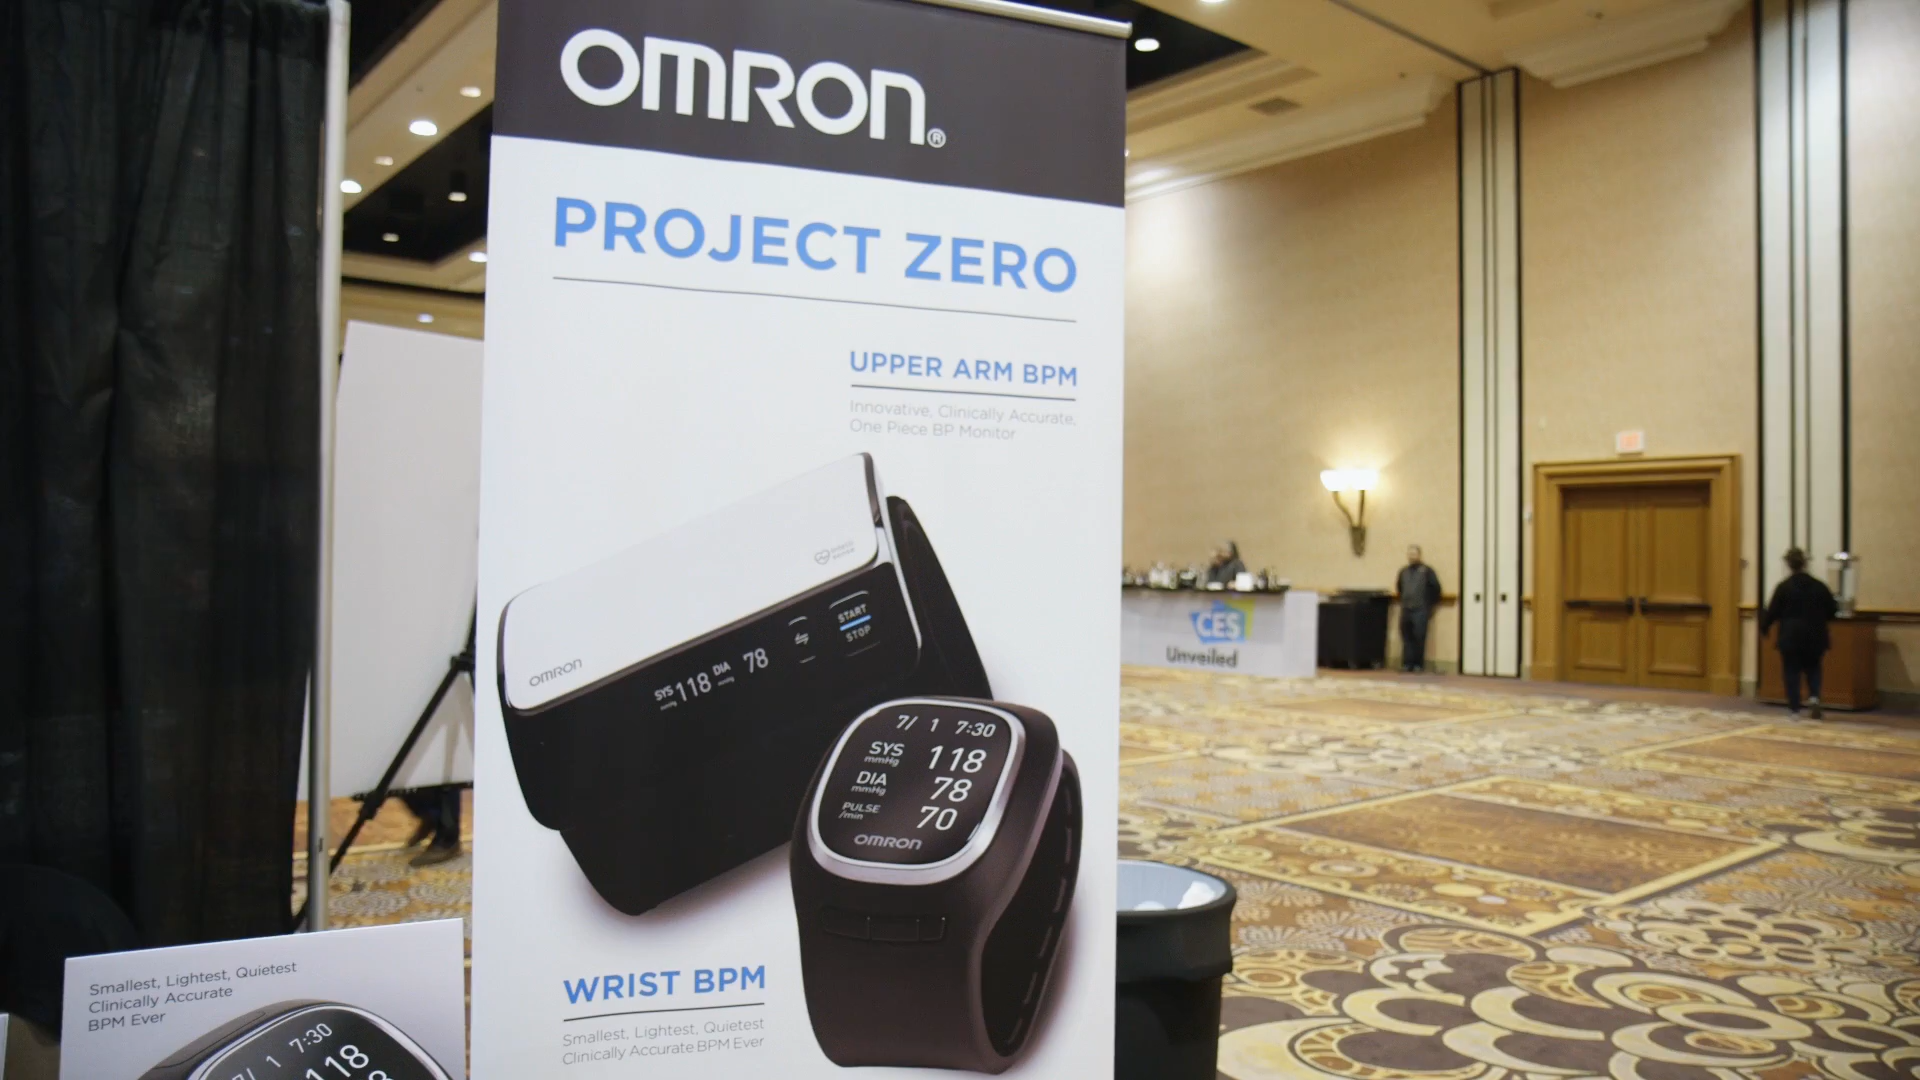 OMRON®
PROJECT ZERO
UPPER ARM BPM
Innovative, Clinically Accurate,
One Piece BP Monitor
OMRON
SYS mmHg 118 DIA mmHg 78
START
STOP
7/ 1 7:30
SYS 118
mmHg
DIA 78
mmHg
PULSE 70
/min
OMRON
WRIST BPM
Smallest, Lightest, Quietest
Clinically Accurate BPM Ever
Smallest, Lightest, Quietest
Clinically Accurate
BPM Ever
1 7:30
118
CES
Unveiled